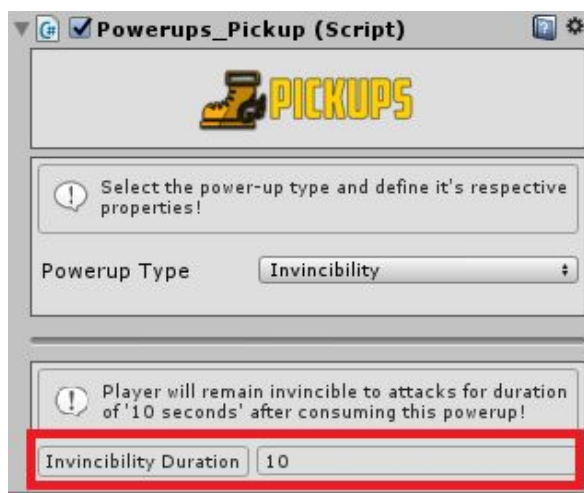 Powerups_Pickup (Script)
PICKUPS
Select the power-up type and define it's respective
properties!
Powerup Type Invincibility
Player will remain invincible to attacks for duration
of '10 seconds' after consuming this powerup!
Invincibility Duration 10